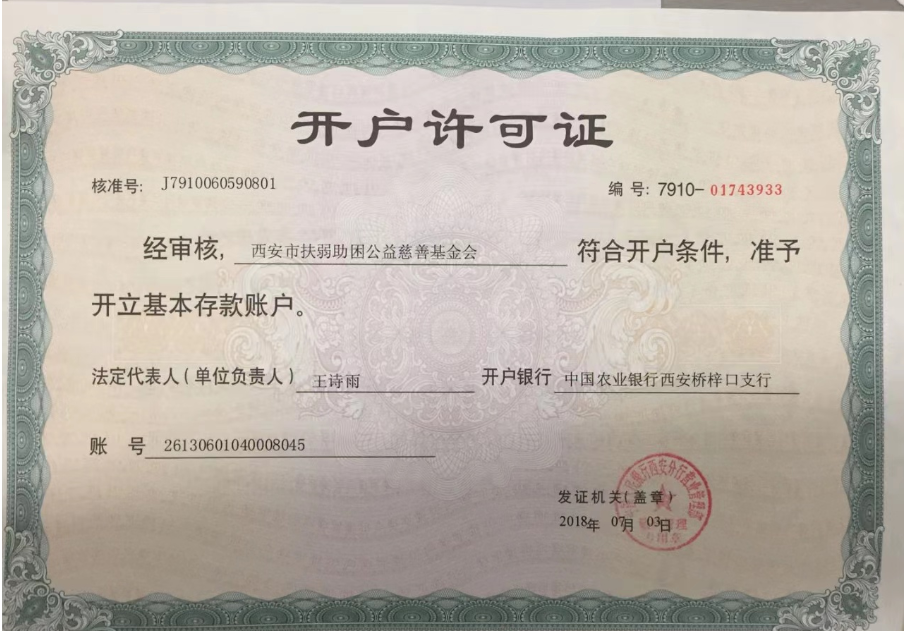 开户许可证
核准号: J7910060590801 编 号: 7910-01743933
经审核, 西安市扶弱助困公益慈善基金会 符合开户条件, 准予
开立基本存款账户。
法定代表人(单位负责人) 王诗雨 开户银行 中国农业银行西安桥梓口支行
账 号 26130601040008045
发证机关(盖章)
2018年 07月 03日